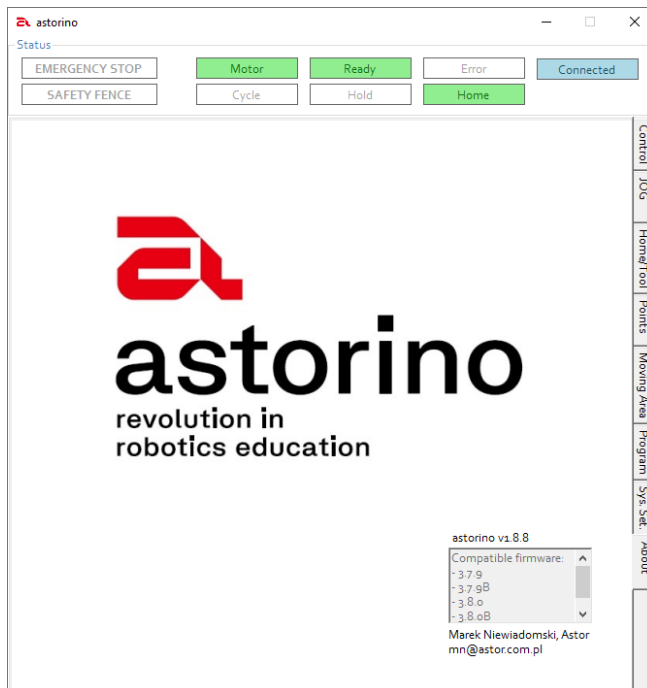 astorino
Status
EMERGENCY STOP
Motor
Ready
Error
Connected
SAFETY FENCE
Cycle
Hold
Home
Control
JOG
Home/Tool
Points
Moving Area
Program
Sys. Set.
About
astorino
revolution in
robotics education
astorino v1.8.8
Compatible firmware:
- 3.7.9
- 3.7.9B
- 3.8.0
- 3.8.0B
Marek Niewiadomski, Astor
mn@astor.com.pl